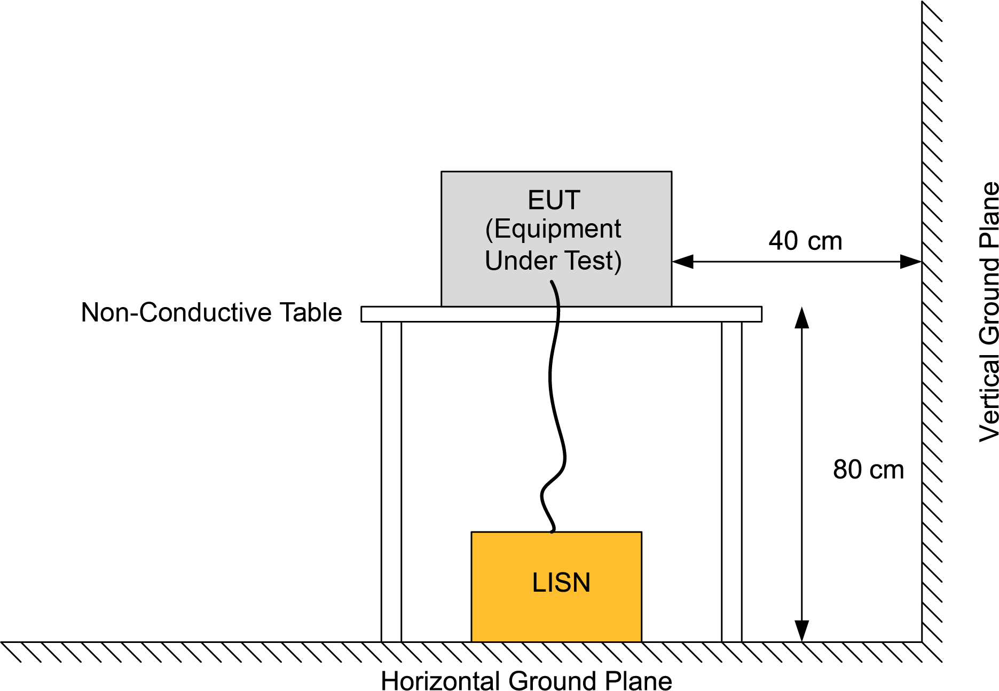 EUT
(Equipment
Under Test)
40 cm
Non-Conductive Table
Vertical Ground Plane
80 cm
LISN
Horizontal Ground Plane